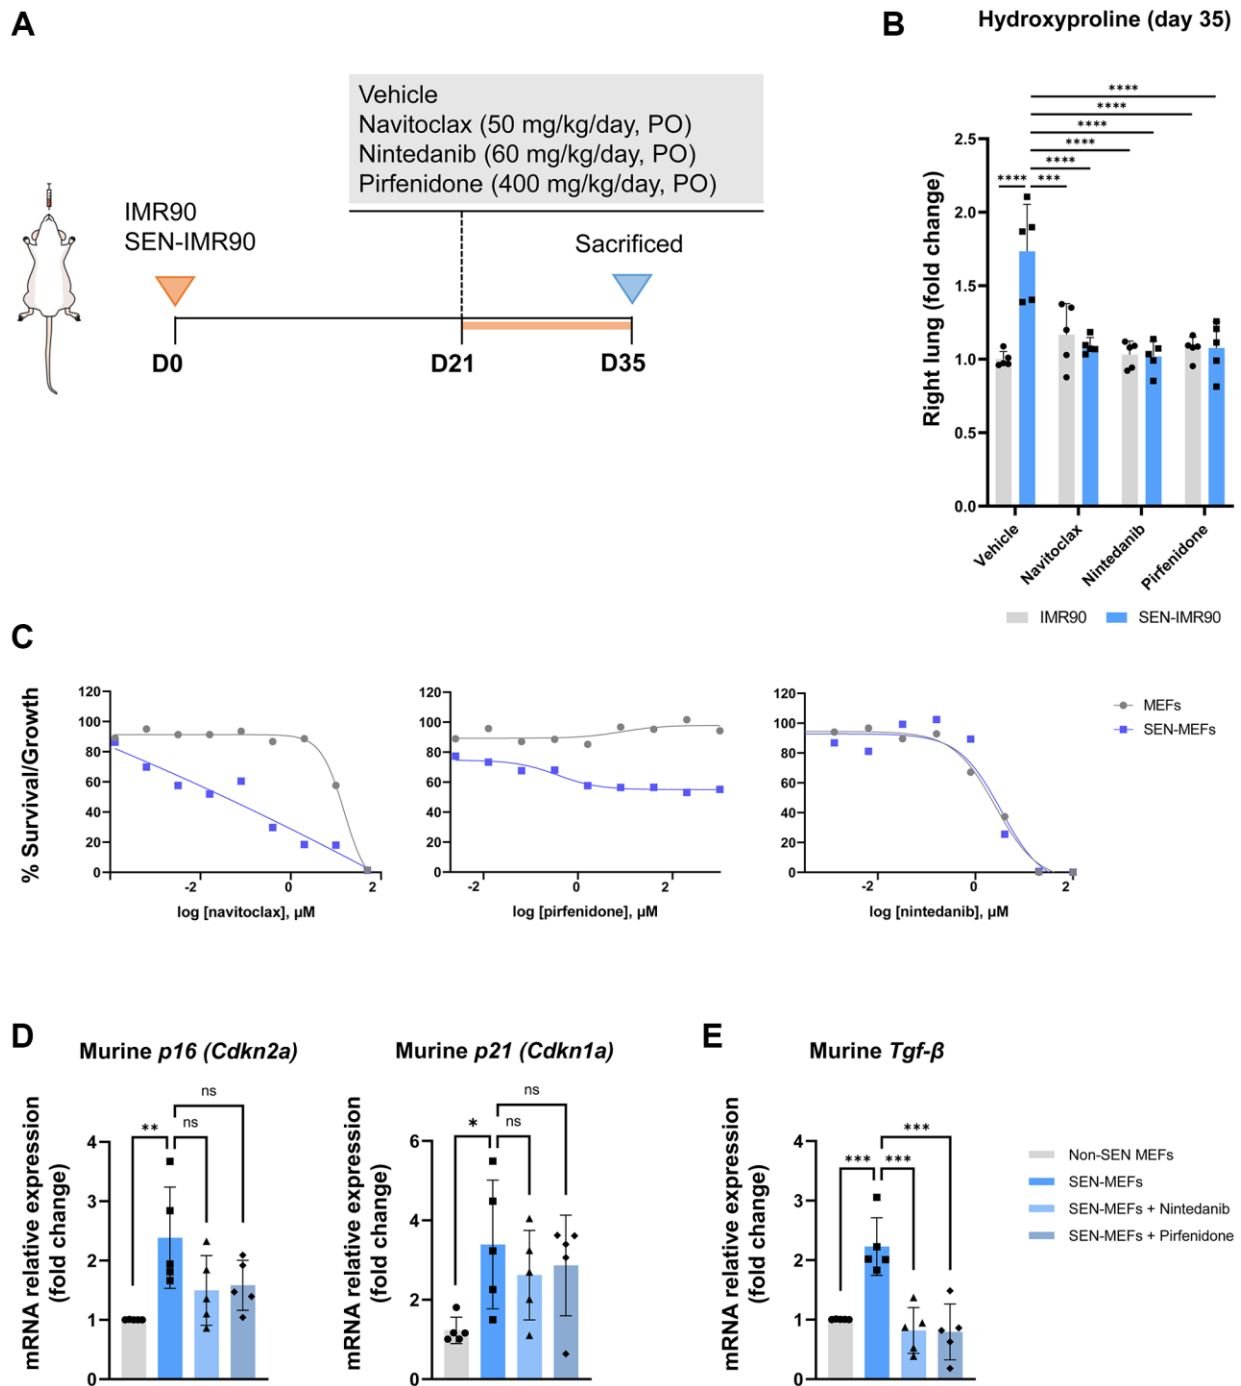 A
Vehicle
Navitoclax (50 mg/kg/day, PO)
Nintedanib (60 mg/kg/day, PO)
Pirfenidone (400 mg/kg/day, PO)
IMR90
SEN-IMR90
Sacrificed
D0
D21
D35
B
Hydroxyproline (day 35)
Right lung (fold change)
2.5
2.0
1.5
1.0
0.5
0.0
****
****
****
****
****
**** ***
Vehicle
Navitoclax
Nintedanib
Pirfenidone
IMR90
SEN-IMR90
C
% Survival/Growth
120
100
80
60
40
20
0
-2 0 2
log [navitoclax], µM
120
100
80
60
40
20
0
-2 0 2
log [pirfenidone], µM
120
100
80
60
40
20
0
-2 0 2
log [nintedanib], µM
MEFs
SEN-MEFs
D
Murine p16 (Cdkn2a)
mRNA relative expression
(fold change)
4
3
2
1
0
ns
** ns
Murine p21 (Cdkn1a)
mRNA relative expression
(fold change)
6
4
2
0
ns
* ns
E
Murine Tgf-β
mRNA relative expression
(fold change)
4
3
2
1
0
***
*** ***
Non-SEN MEFs
SEN-MEFs
SEN-MEFs + Nintedanib
SEN-MEFs + Pirfenidone